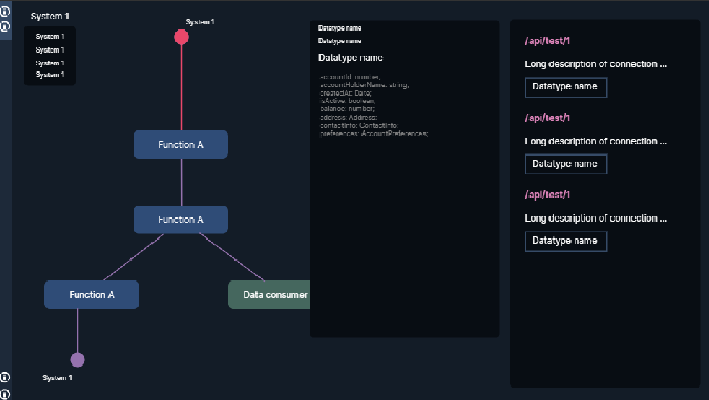 System 1
System 1
System 1
System 1
System 1
System 1
Function A
Function A
Function A
Data consumer
System 1
Datatype name
Datatype name
Datatype name
accountId: number;
accountHolderName: string;
createdAt: Date;
isActive: boolean;
balance: number;
address: Address;
contactInfo: ContactInfo;
preferences: AccountPreferences;
/api/test/1
Long description of connection ...
Datatype name
/api/test/1
Long description of connection ...
Datatype name
/api/test/1
Long description of connection ...
Datatype name